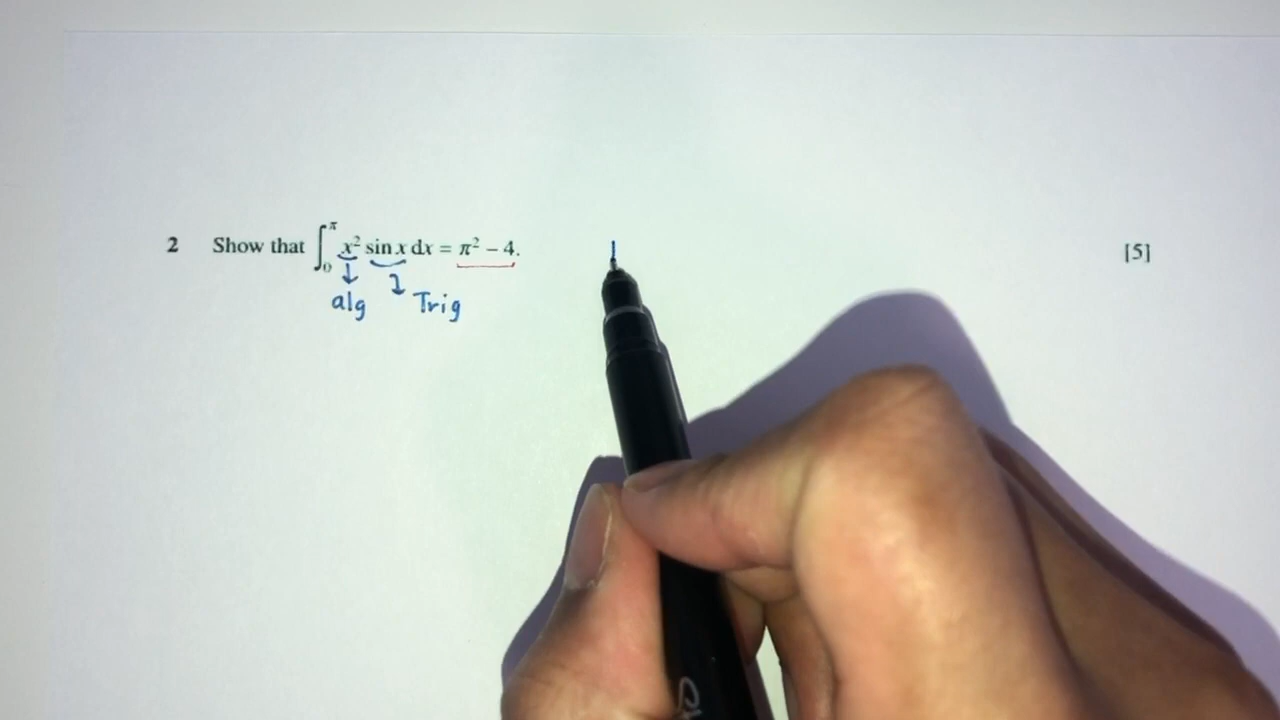 2 Show that ∫₀^π x² sin x dx = π² − 4. [5]
alg Trig